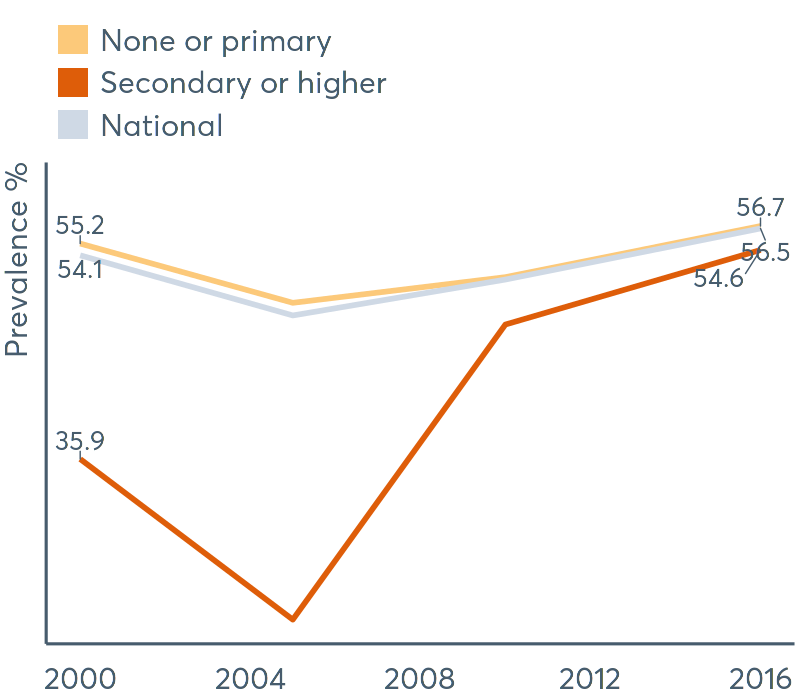 None or primary
Secondary or higher
National
Prevalence %
55.2
54.1
35.9
56.7
56.5
54.6
2000 2004 2008 2012 2016